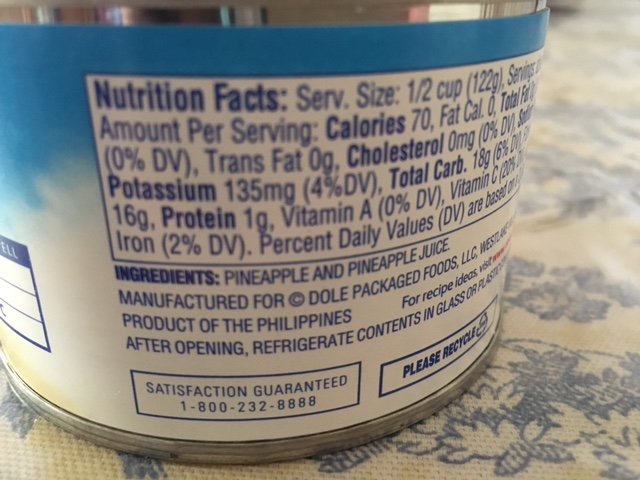 Nutrition Facts: Serv. Size: 1/2 cup (122g), Servings
Amount Per Serving: Calories 70, Fat Cal. 0, Total Fat
(0% DV), Trans Fat 0g, Cholesterol 0mg (0% DV),
Potassium 135mg (4%DV), Total Carb. 18g (6% DV),
16g, Protein 1g, Vitamin A (0% DV), Vitamin C (20%
Iron (2% DV). Percent Daily Values (DV) are based on
INGREDIENTS: PINEAPPLE AND PINEAPPLE JUICE.
MANUFACTURED FOR © DOLE PACKAGED FOODS, LLC, WESTLAKE
PRODUCT OF THE PHILIPPINES For recipe ideas, visit
AFTER OPENING, REFRIGERATE CONTENTS IN GLASS OR PLASTIC
SATISFACTION GUARANTEED
1-800-232-8888
PLEASE RECYCLE